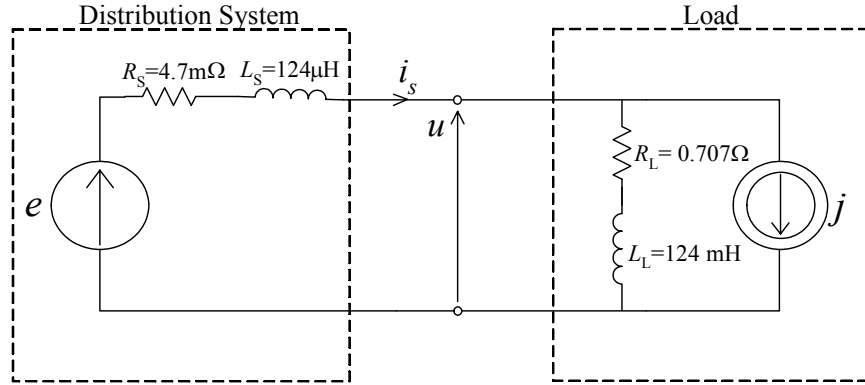 Distribution System
Load
R_S=4.7mΩ
L_S=124μH
i_s
u
R_L= 0.707Ω
e
j
L_L=124 mH